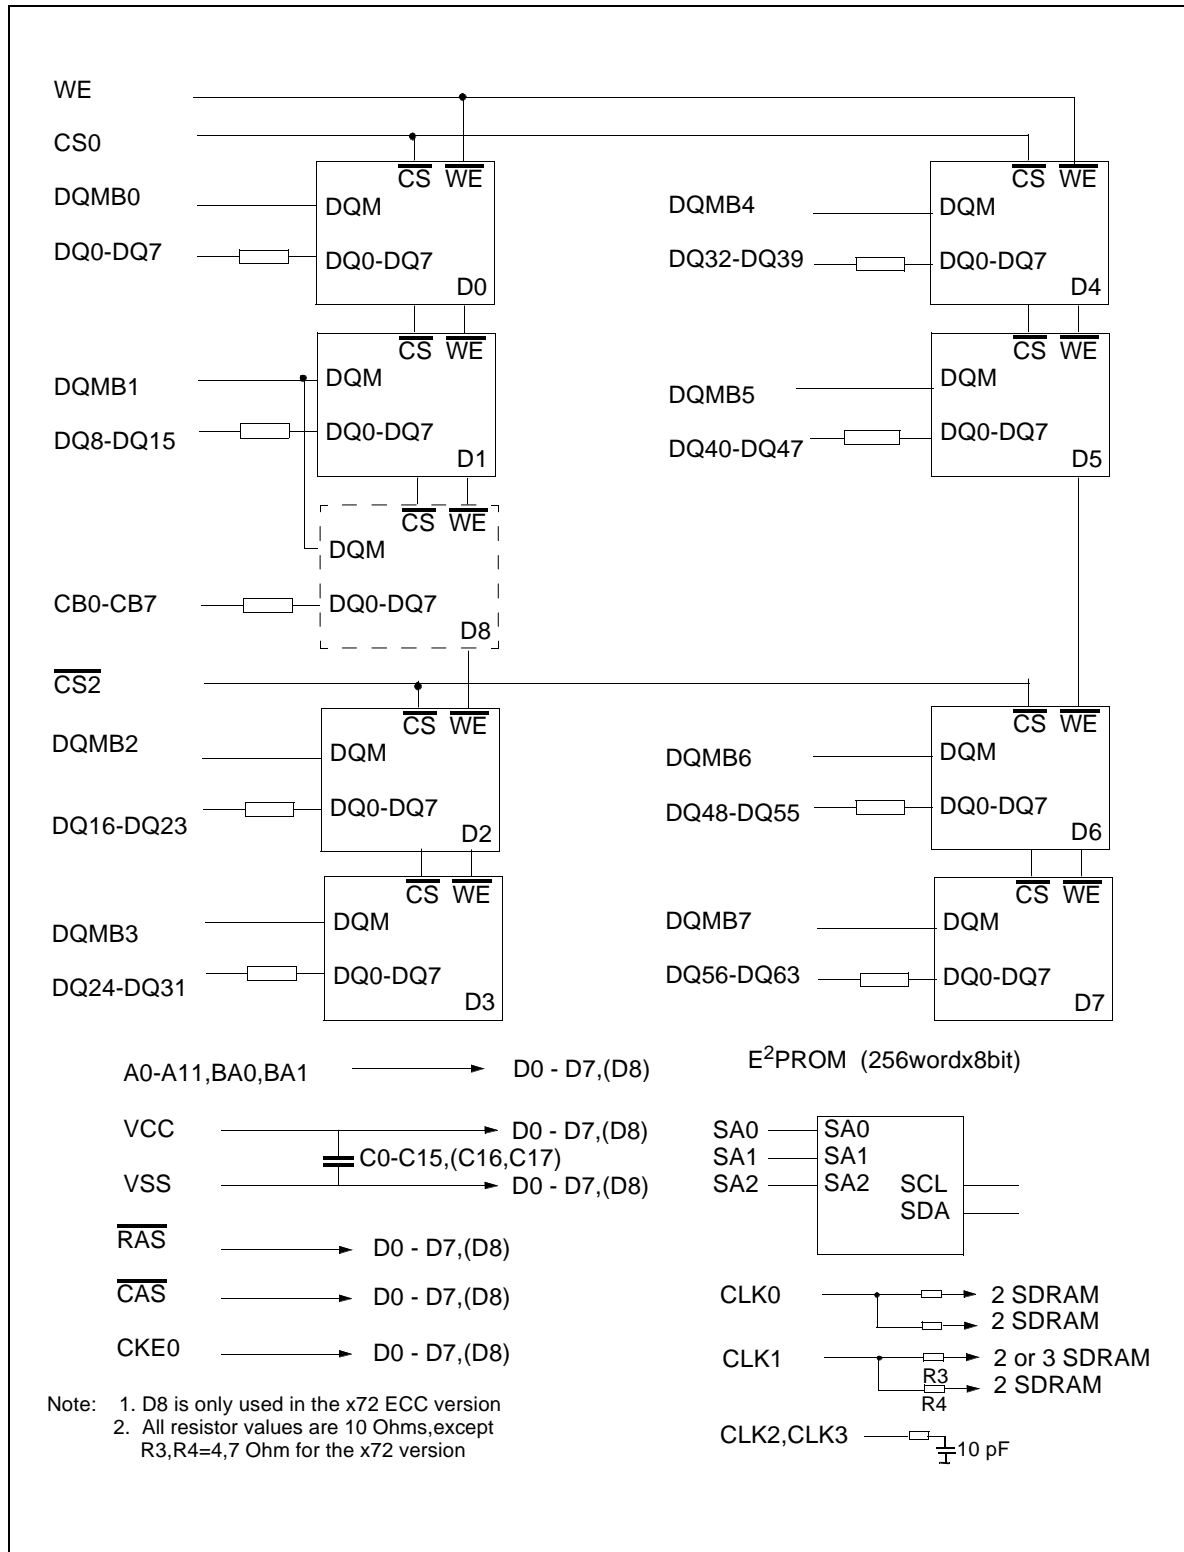 WE
CS0
CS WE
CS WE
DQMB0
DQM
DQMB4
DQM
DQ0-DQ7
DQ0-DQ7
DQ32-DQ39
DQ0-DQ7
D0
D4
CS WE
CS WE
DQMB1
DQM
DQMB5
DQM
DQ8-DQ15
DQ0-DQ7
DQ40-DQ47
DQ0-DQ7
D1
D5
CS WE
DQM
CB0-CB7
DQ0-DQ7
D8
CS2
CS WE
CS WE
DQMB2
DQM
DQMB6
DQM
DQ16-DQ23
DQ0-DQ7
DQ48-DQ55
DQ0-DQ7
D2
D6
CS WE
CS WE
DQMB3
DQM
DQMB7
DQM
DQ24-DQ31
DQ0-DQ7
DQ56-DQ63
DQ0-DQ7
D3
D7
A0-A11,BA0,BA1
D0 - D7,(D8)
E2PROM (256wordx8bit)
VCC
D0 - D7,(D8)
C0-C15,(C16,C17)
VSS
D0 - D7,(D8)
SA0
SA0
SA1
SA1
SA2
SA2
SCL
SDA
RAS
D0 - D7,(D8)
CAS
D0 - D7,(D8)
CKE0
D0 - D7,(D8)
CLK0
2 SDRAM
2 SDRAM
CLK1
2 or 3 SDRAM
R3
2 SDRAM
R4
CLK2,CLK3
10 pF
Note: 1. D8 is only used in the x72 ECC version
2. All resistor values are 10 Ohms,except
R3,R4=4,7 Ohm for the x72 version